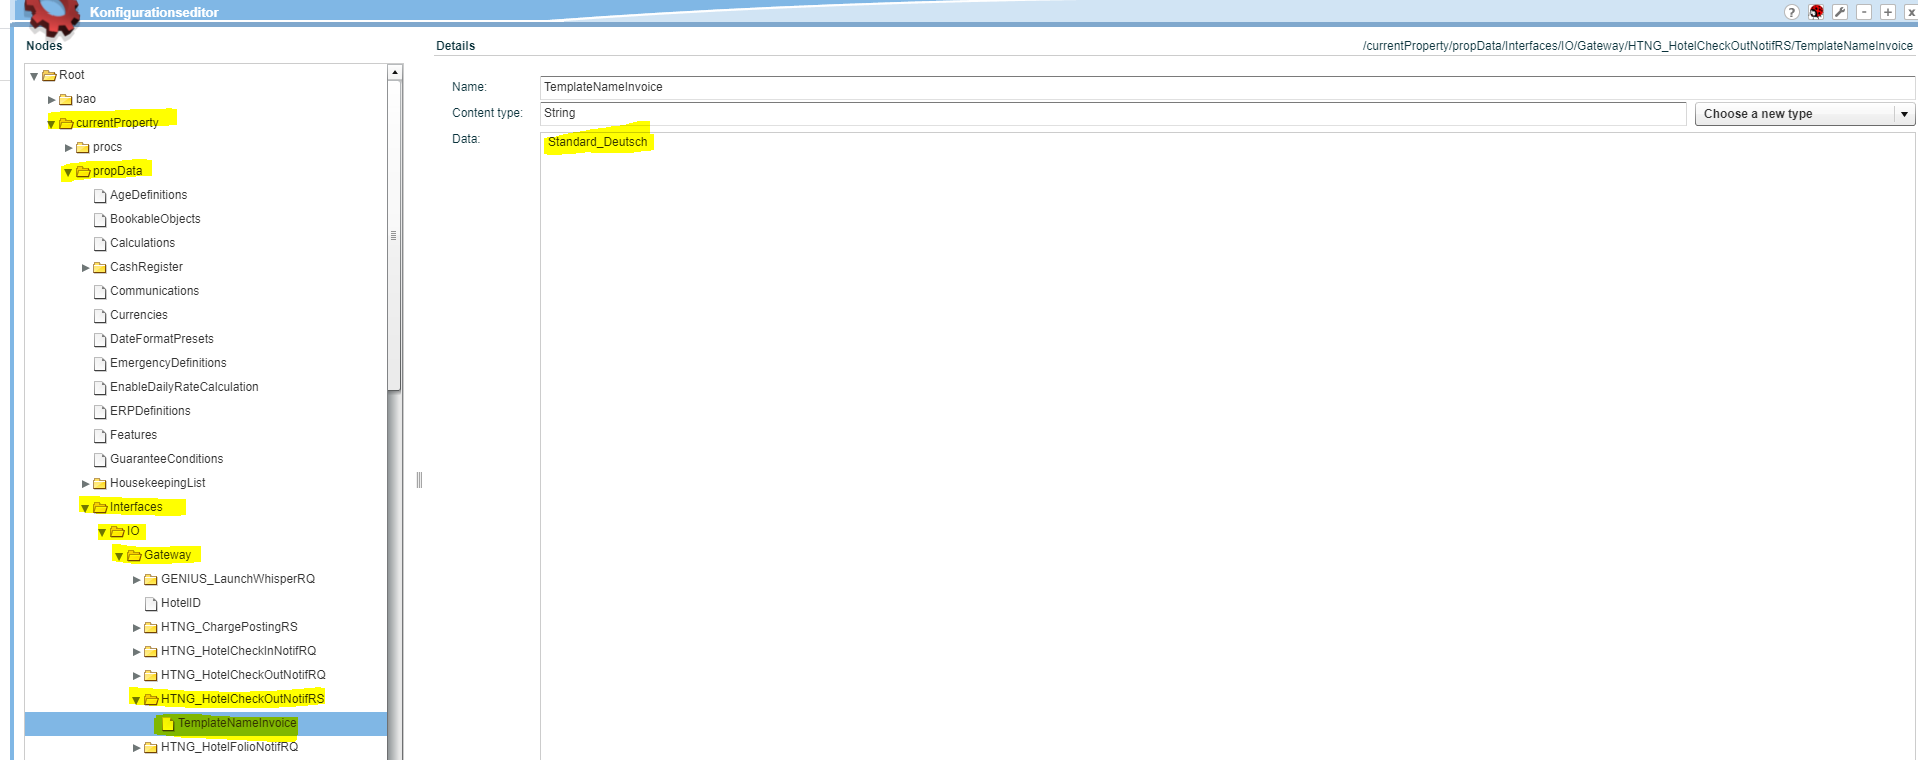 Konfigurationseditor
? - + x
Nodes
Root
bao
currentProperty
procs
propData
AgeDefinitions
BookableObjects
Calculations
CashRegister
Communications
Currencies
DateFormatPresets
EmergencyDefinitions
EnableDailyRateCalculation
ERPDefinitions
Features
GuaranteeConditions
HousekeepingList
Interfaces
IO
Gateway
GENIUS_LaunchWhisperRQ
HotelID
HTNG_ChargePostingRS
HTNG_HotelCheckInNotifRQ
HTNG_HotelCheckOutNotifRQ
HTNG_HotelCheckOutNotifRS
TemplateNameInvoice
HTNG_HotelFolioNotifRQ
Details
/currentProperty/propData/Interfaces/IO/Gateway/HTNG_HotelCheckOutNotifRS/TemplateNameInvoice
Name: TemplateNameInvoice
Content type: String Choose a new type
Data: Standard_Deutsch